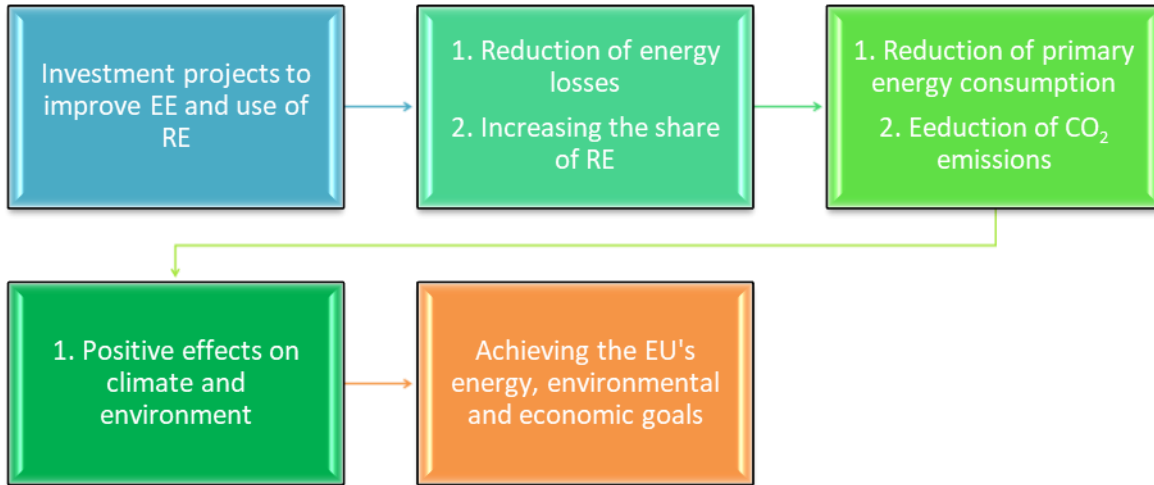 Investment projects to
improve EE and use of
RE
1. Reduction of energy
losses
2. Increasing the share
of RE
1. Reduction of primary
energy consumption
2. Eeduction of CO₂
emissions
1. Positive effects on
climate and
environment
Achieving the EU's
energy, environmental
and economic goals